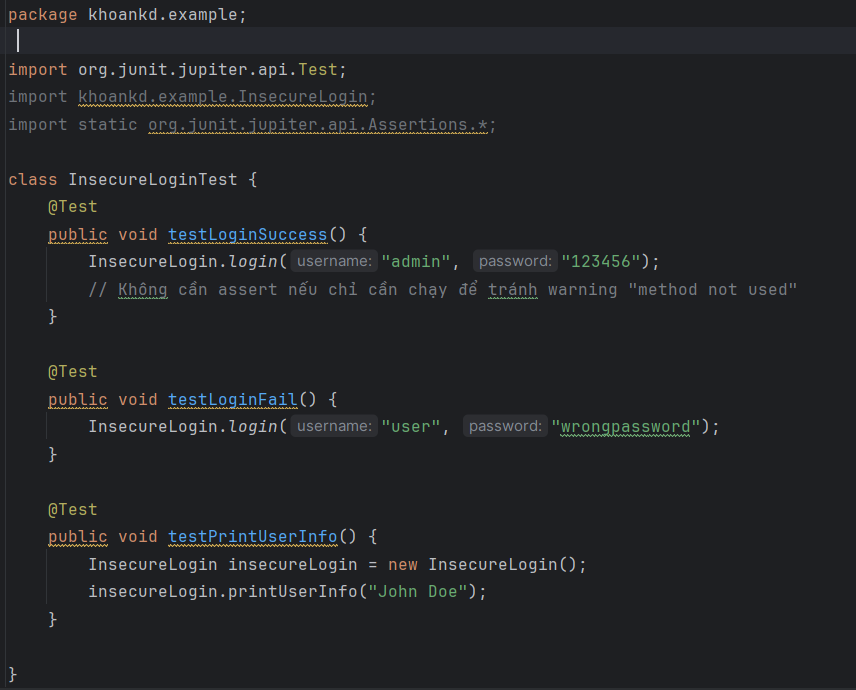 package khoankd.example;
import org.junit.jupiter.api.Test;
import khoankd.example.InsecureLogin;
import static org.junit.jupiter.api.Assertions.*;
class InsecureLoginTest {
@Test
public void testLoginSuccess() {
InsecureLogin.login( username: "admin", password: "123456");
// Không cần assert nếu chỉ cần chạy để tránh warning "method not used"
}
@Test
public void testLoginFail() {
InsecureLogin.login( username: "user", password: "wrongpassword");
}
@Test
public void testPrintUserInfo() {
InsecureLogin insecureLogin = new InsecureLogin();
insecureLogin.printUserInfo("John Doe");
}
}